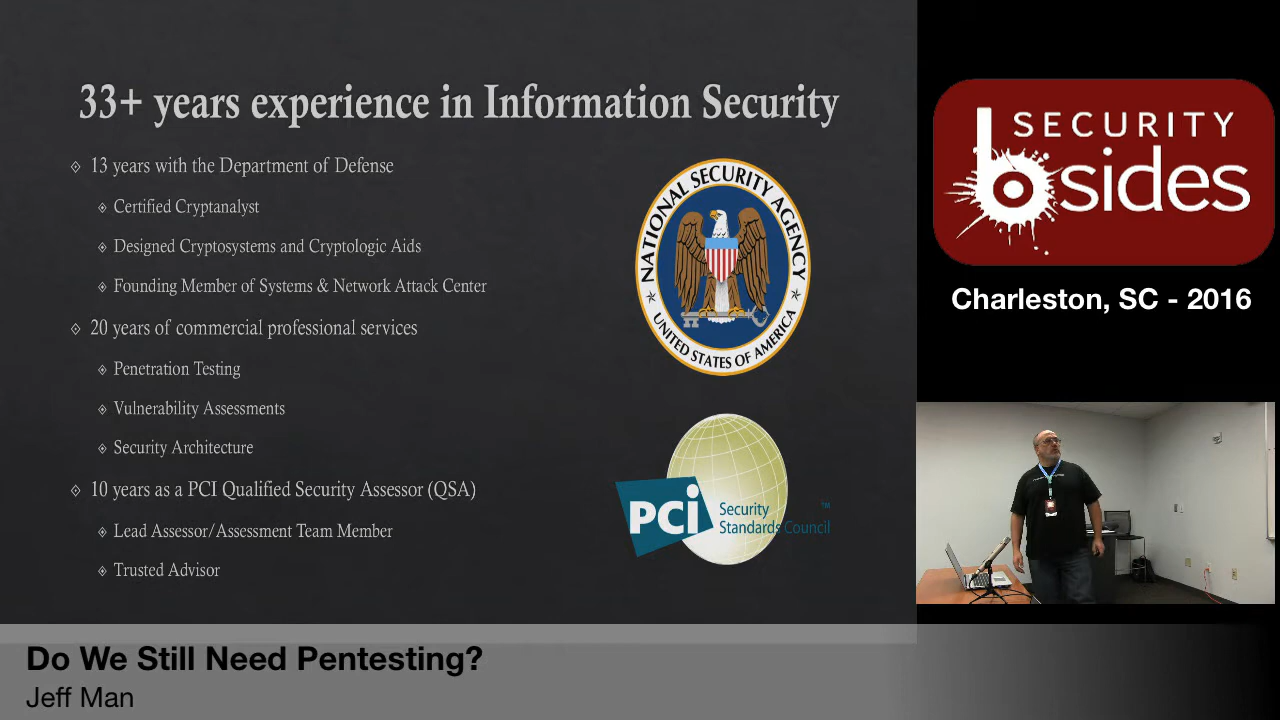 33+ years experience in Information Security
13 years with the Department of Defense
Certified Cryptanalyst
Designed Cryptosystems and Cryptologic Aids
Founding Member of Systems & Network Attack Center
20 years of commercial professional services
Penetration Testing
Vulnerability Assessments
Security Architecture
10 years as a PCI Qualified Security Assessor (QSA)
Lead Assessor/Assessment Team Member
Trusted Advisor
NATIONAL SECURITY AGENCY
UNITED STATES OF AMERICA
PCi Security
Standards Council
™
SECURITY
bsides
Charleston, SC - 2016
Do We Still Need Pentesting?
Jeff Man